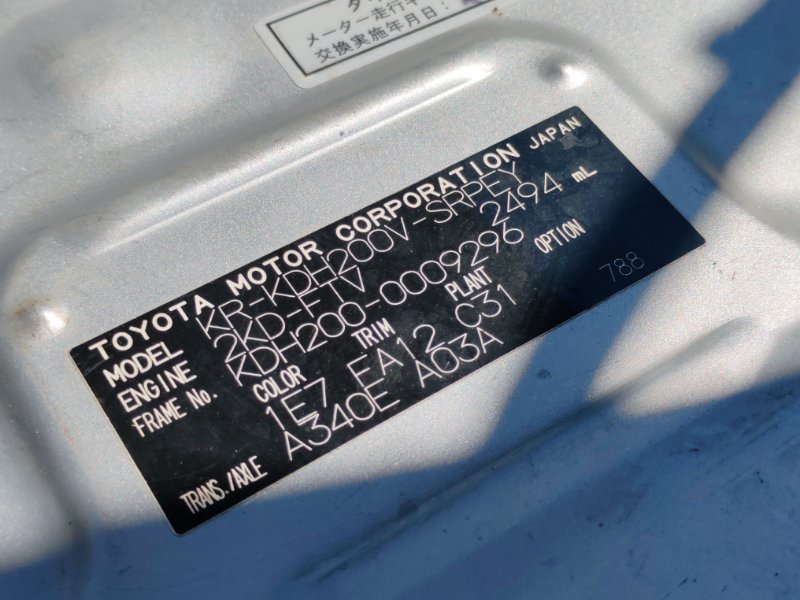 メーター走行
交換実施年月日：
TOYOTA MOTOR CORPORATION JAPAN
MODEL KR-KDH200V-SRPEY
ENGINE 2KD-FTV 2494 mL
FRAME No. KDH200-0009296
COLOR TRIM PLANT OPTION
1E7 FA12 C31 788
TRANS./AXLE A340E A03A